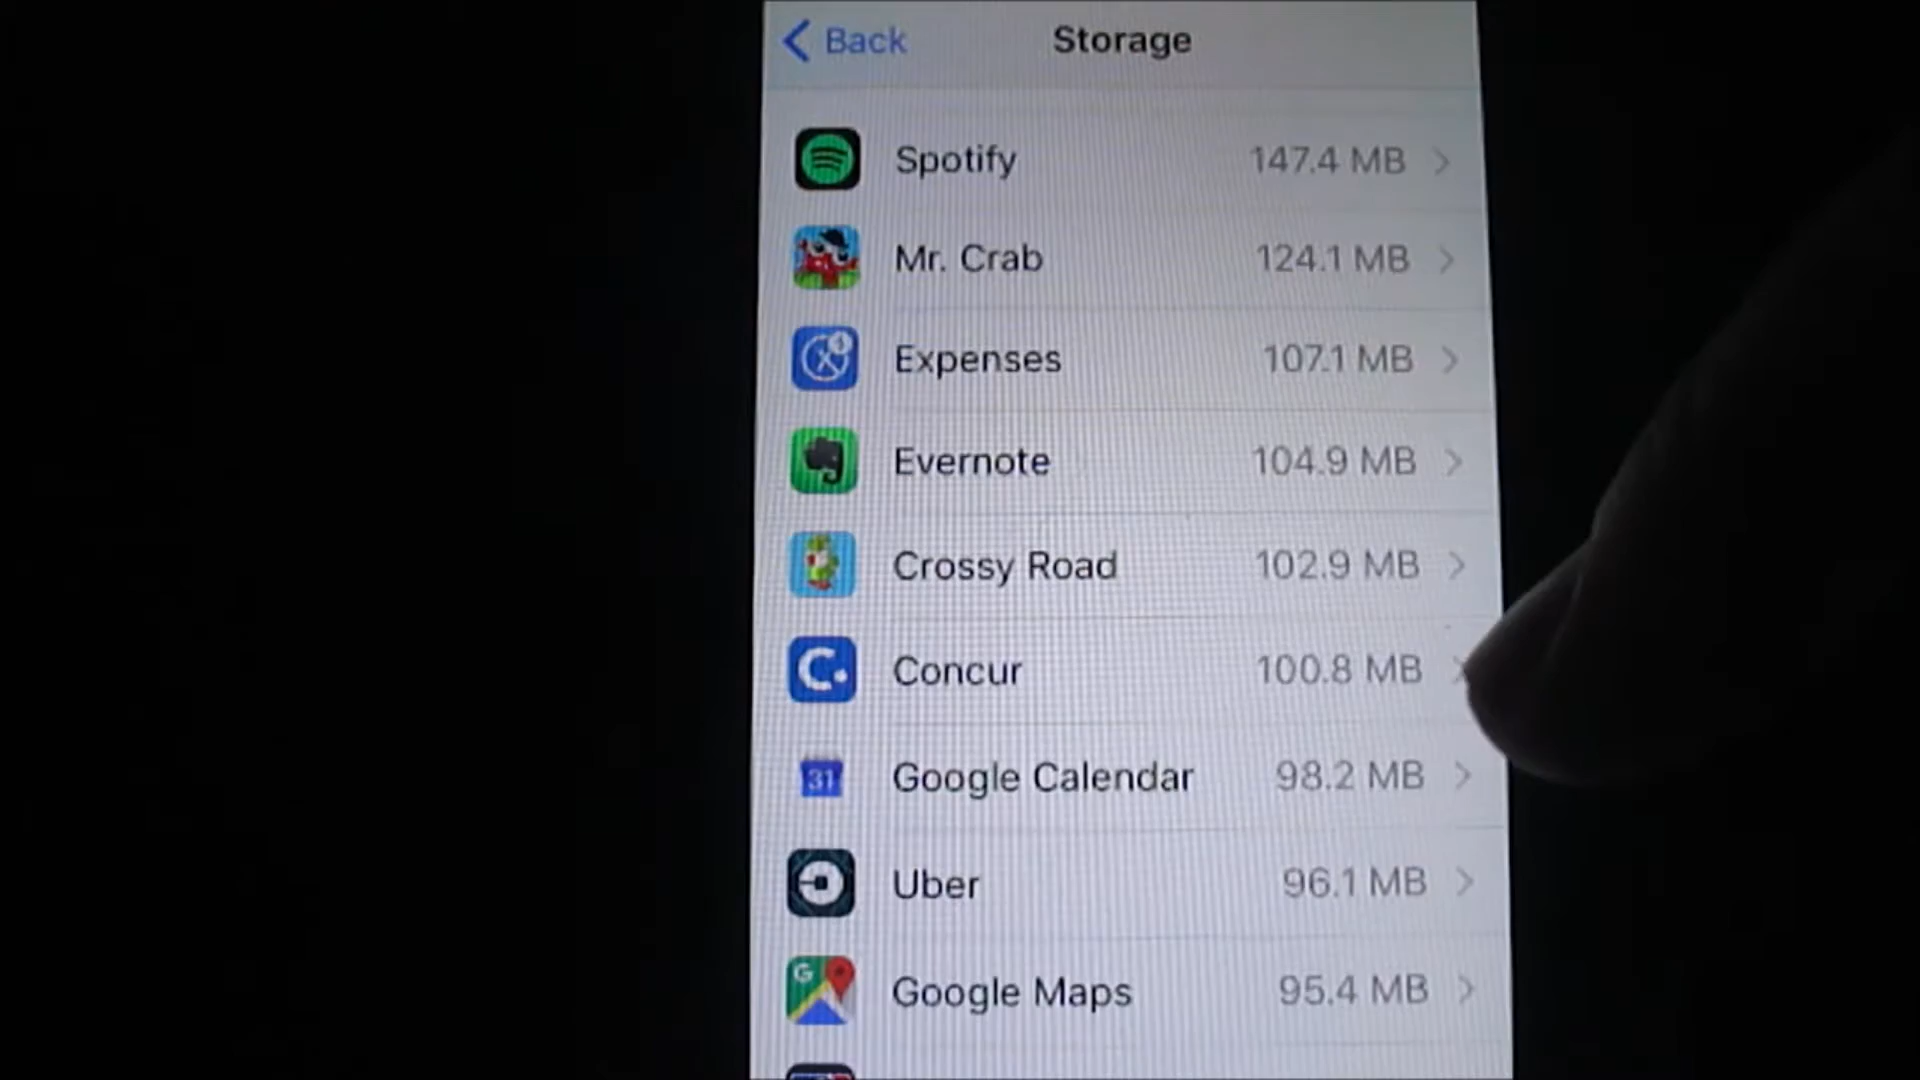 Back Storage
Spotify 147.4 MB
Mr. Crab 124.1 MB
Expenses 107.1 MB
Evernote 104.9 MB
Crossy Road 102.9 MB
Concur 100.8 MB
31 Google Calendar 98.2 MB
Uber 96.1 MB
G Google Maps 95.4 MB